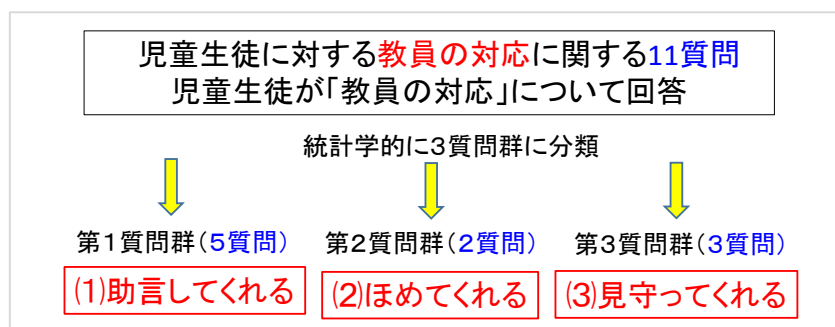 児童生徒に対する教員の対応に関する11質問
児童生徒が「教員の対応」について回答
統計学的に３質問群に分類
第１質問群(５質問) 第２質問群(２質問) 第３質問群(３質問)
(1)助言してくれる (2)ほめてくれる (3)見守ってくれる